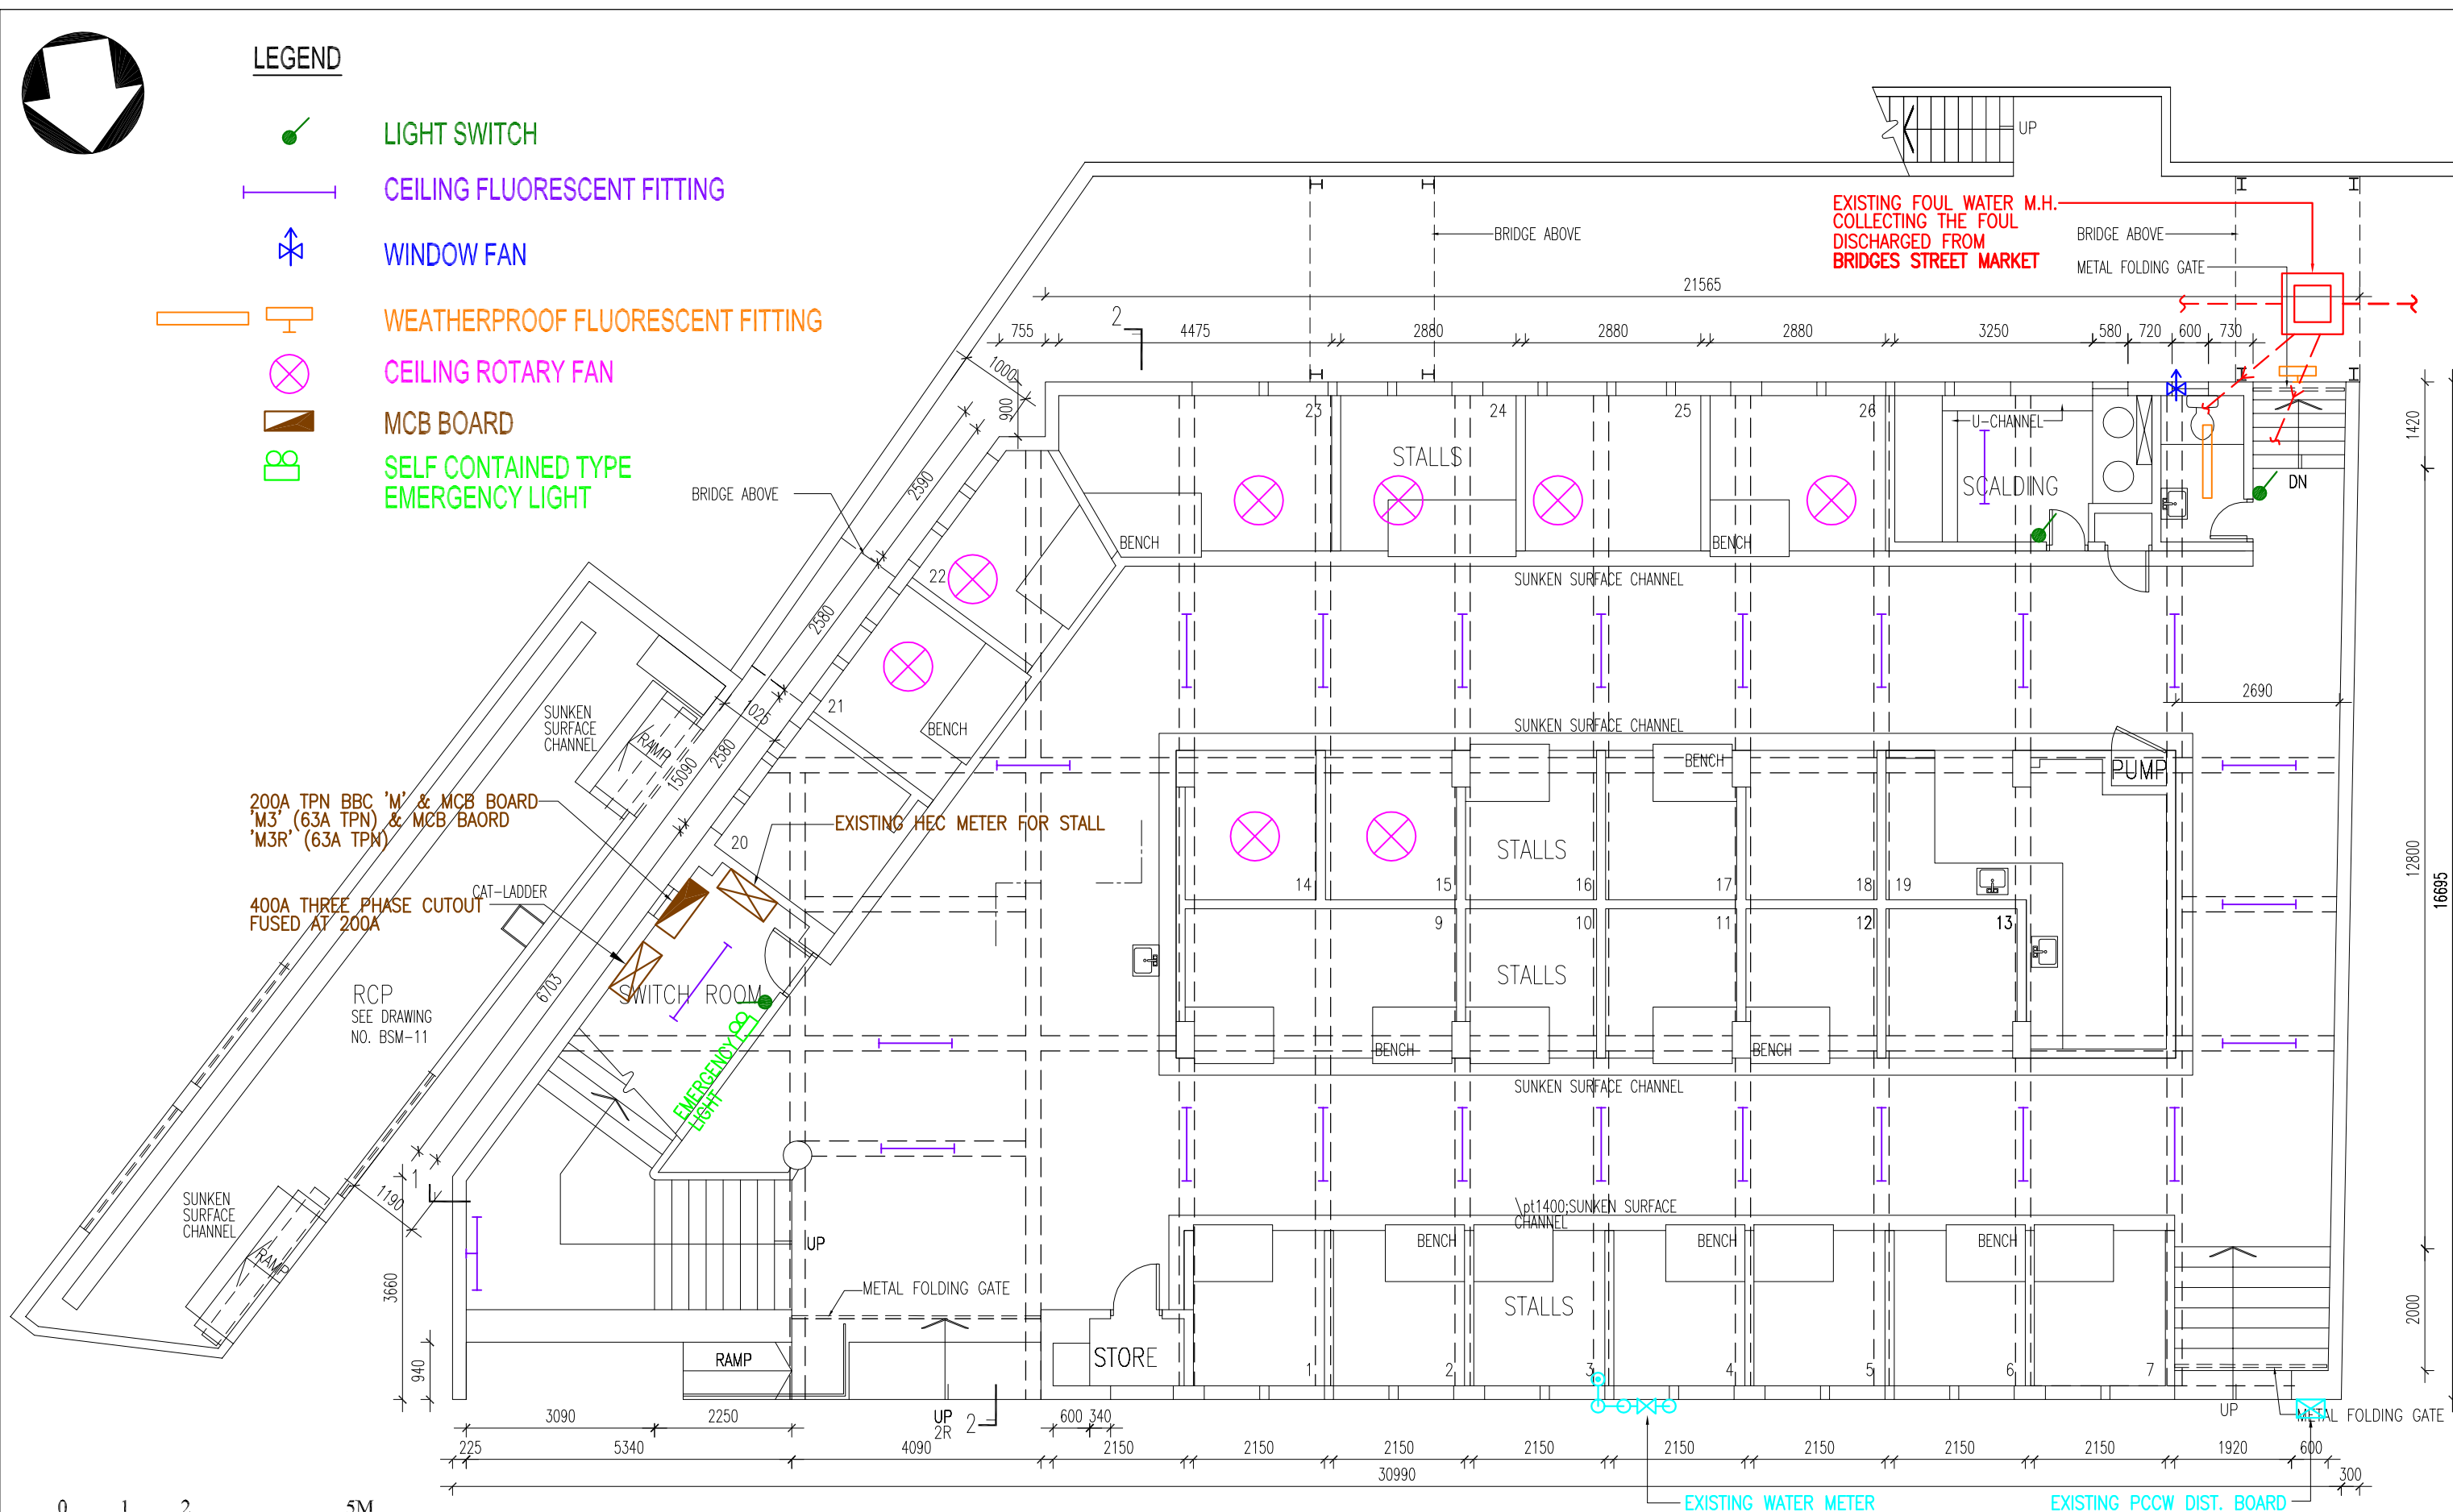 LEGEND
LIGHT SWITCH
CEILING FLUORESCENT FITTING
WINDOW FAN
WEATHERPROOF FLUORESCENT FITTING
CEILING ROTARY FAN
MCB BOARD
SELF CONTAINED TYPE
EMERGENCY LIGHT
UP
EXISTING FOUL WATER M.H.
COLLECTING THE FOUL
DISCHARGED FROM
BRIDGES STREET MARKET
BRIDGE ABOVE
BRIDGE ABOVE
METAL FOLDING GATE
21565
755
2
4475
2880
2880
2880
3250
580
720
600
730
1000
900
23
24
25
26
U-CHANNEL
1420
STALLS
SCALDING
DN
2590
BRIDGE ABOVE
BENCH
BENCH
22
SUNKEN SURFACE CHANNEL
2580
21
1025
BENCH
SUNKEN
SURFACE
CHANNEL
RAMP
15090
2580
SUNKEN SURFACE CHANNEL
2690
BENCH
PUMP
200A TPN BBC 'M' & MCB BOARD
'M3' (63A TPN) & MCB BAORD
'M3R' (63A TPN)
EXISTING HEC METER FOR STALL
20
STALLS
12800
16695
CAT-LADDER
400A THREE PHASE CUTOUT
FUSED AT 200A
14
15
16
17
18
19
9
10
11
12
13
6703
RCP
SEE DRAWING
NO. BSM-11
SWITCH ROOM
STALLS
EMERGENCY
LIGHT
BENCH
BENCH
SUNKEN SURFACE CHANNEL
1
1190
SUNKEN
SURFACE
CHANNEL
RAMP
\pt1400;SUNKEN SURFACE
CHANNEL
UP
BENCH
BENCH
BENCH
3660
METAL FOLDING GATE
STALLS
2000
940
RAMP
STORE
1
2
3
4
5
6
7
3090
2250
UP
2R
2
600
340
UP
METAL FOLDING GATE
225
5340
4090
2150
2150
2150
2150
2150
2150
2150
2150
1920
600
30990
300
0
1
2
5M
EXISTING WATER METER
EXISTING PCCW DIST. BOARD